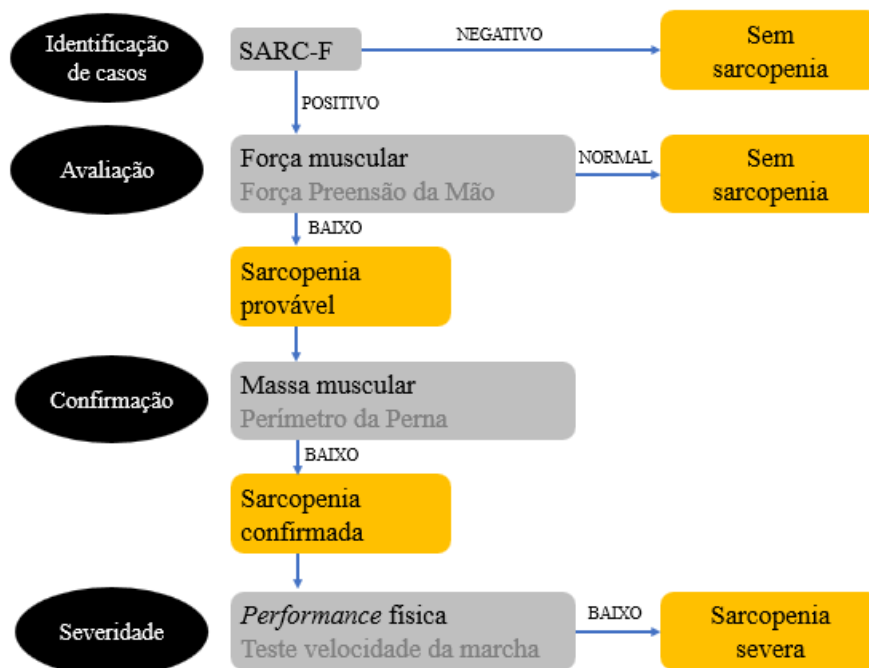 Identificação
de casos
SARC-F
NEGATIVO
Sem
sarcopenia
POSITIVO
Avaliação
Força muscular
Força Preensão da Mão
NORMAL
Sem
sarcopenia
BAIXO
Sarcopenia
provável
Confirmação
Massa muscular
Perímetro da Perna
BAIXO
Sarcopenia
confirmada
Severidade
Performance física
Teste velocidade da marcha
BAIXO
Sarcopenia
severa